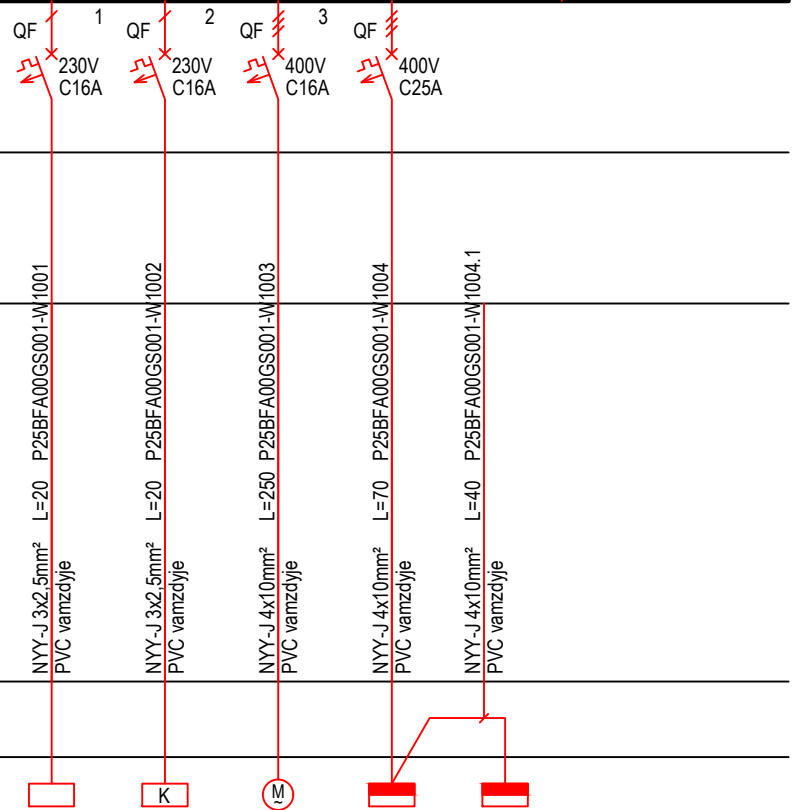 1 2 3
QF QF QF QF
230V 230V 400V 400V
C16A C16A C16A C25A
NYY-J 3x2,5mm² L=20 P25BFA00GS001-W1001
PVC vamzdyje
NYY-J 3x2,5mm² L=20 P25BFA00GS001-W1002
PVC vamzdyje
NYY-J 4x10mm² L=250 P25BFA00GS001-W1003
PVC vamzdyje
NYY-J 4x10mm² L=70 P25BFA00GS001-W1004
PVC vamzdyje
NYY-J 4x10mm² L=40 P25BFA00GS001-W1004.1
PVC vamzdyje
K M
~